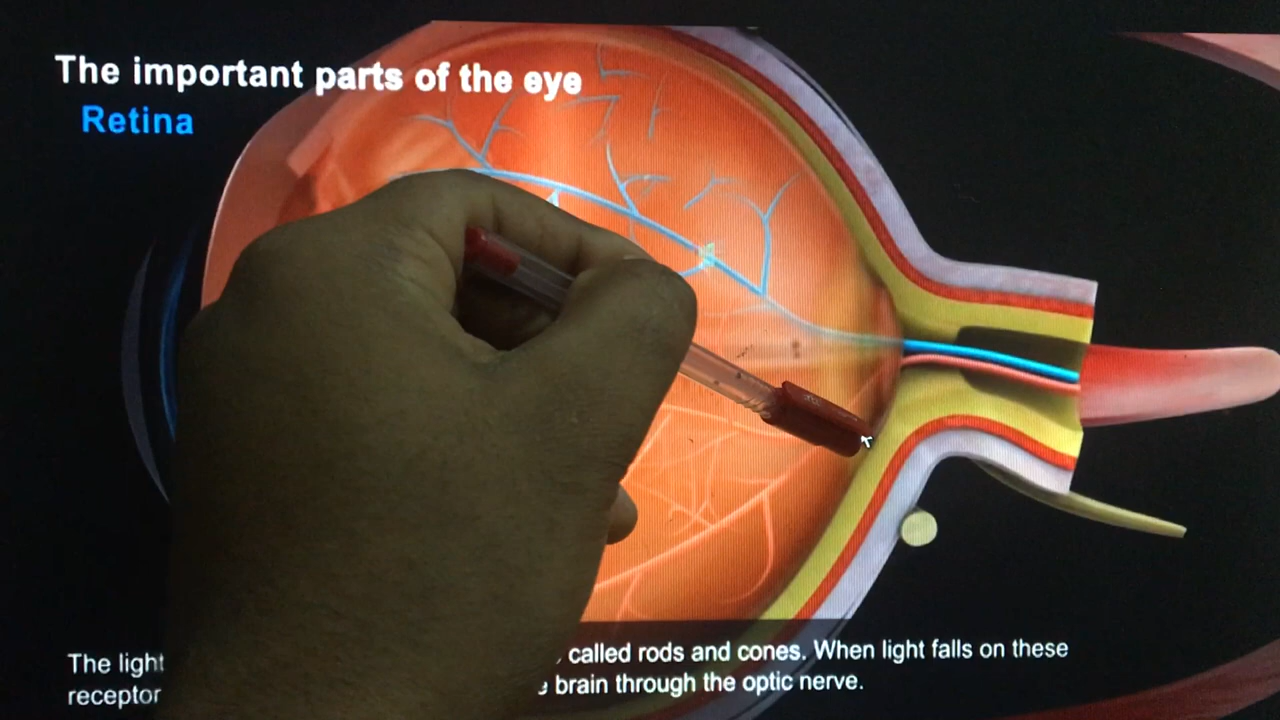 The important parts of the eye
Retina
The light called rods and cones. When light falls on these
receptor brain through the optic nerve.